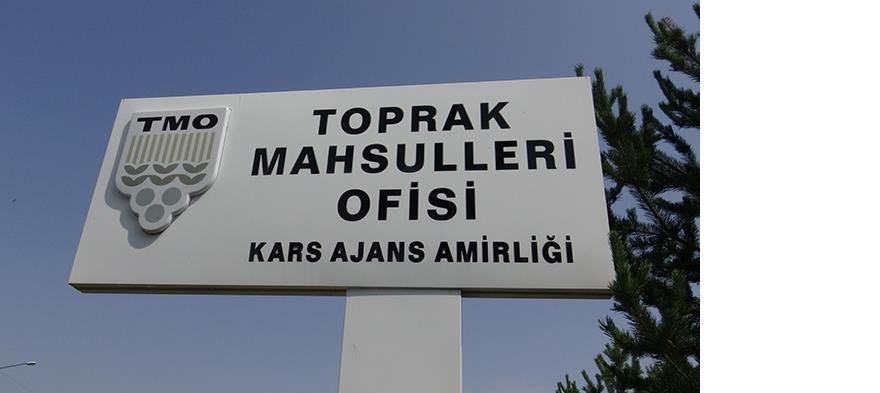 TMO
TOPRAK
MAHSULLERİ
OFİSİ
KARS AJANS AMİRLİĞİ